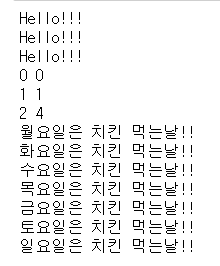 Hello!!!
Hello!!!
Hello!!!
0 0
1 1
2 4
월요일은 치킨 먹는날!!
화요일은 치킨 먹는날!!
수요일은 치킨 먹는날!!
목요일은 치킨 먹는날!!
금요일은 치킨 먹는날!!
토요일은 치킨 먹는날!!
일요일은 치킨 먹는날!!